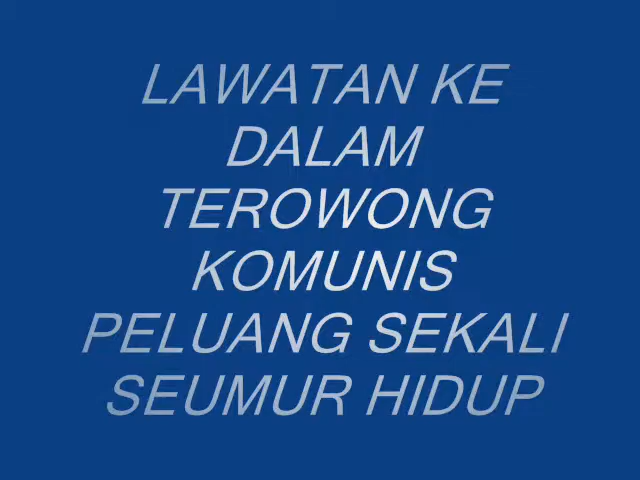 LAWATAN KE
DALAM
TEROWONG
KOMUNIS
PELUANG SEKALI
SEUMUR HIDUP